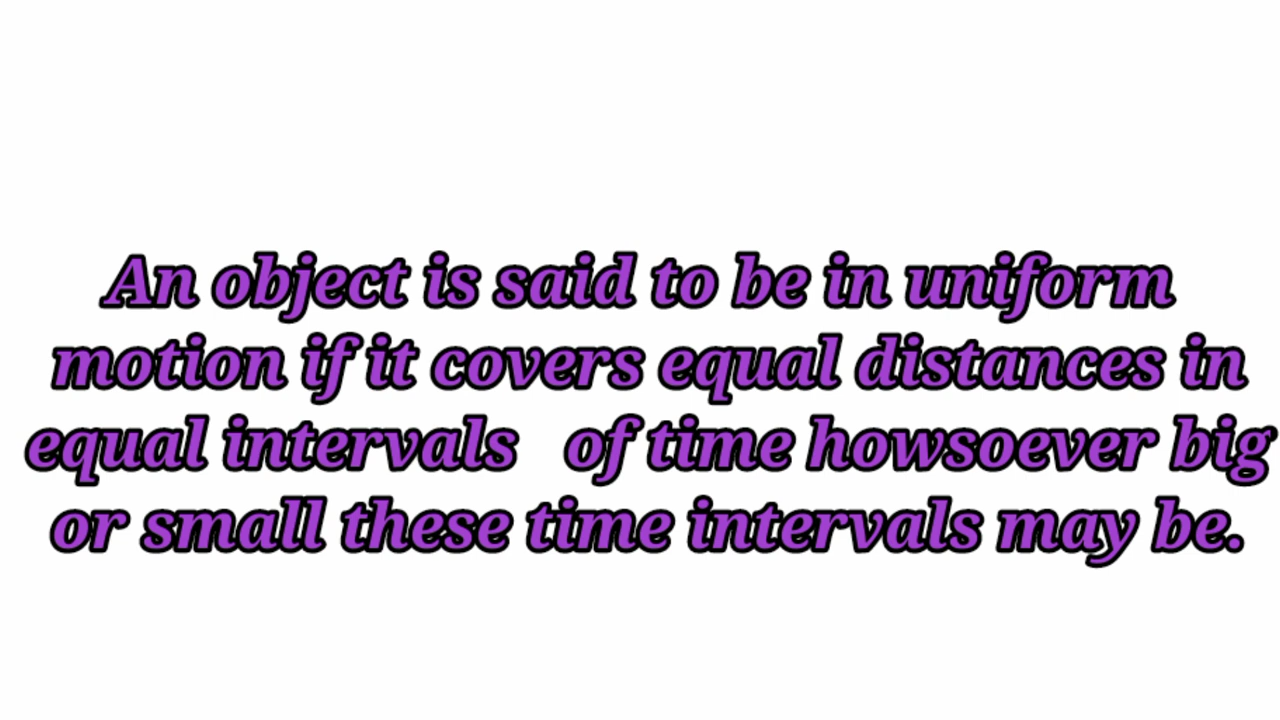 An object is said to be in uniform
motion if it covers equal distances in
equal intervals of time howsoever big
or small these time intervals may be.